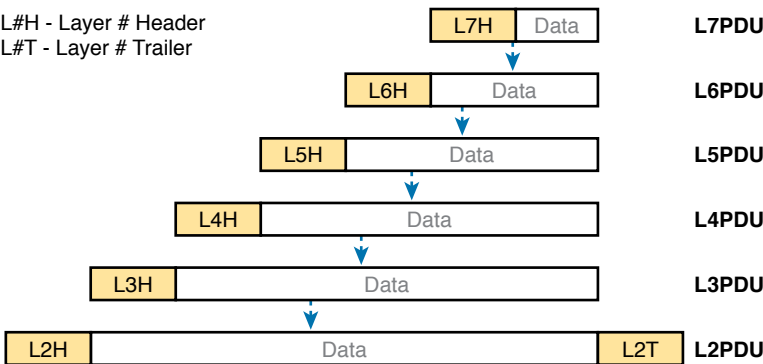 L#H - Layer # Header
L#T - Layer # Trailer
L7H Data L7PDU
L6H Data L6PDU
L5H Data L5PDU
L4H Data L4PDU
L3H Data L3PDU
L2H Data L2T L2PDU